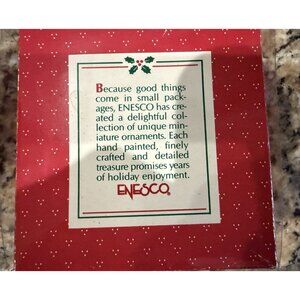 Because good things
come in small pack-
ages, ENESCO has cre-
ated a delightful col-
lection of unique min-
iature ornaments. Each
hand painted, finely
crafted and detailed
treasure promises years
of holiday enjoyment.
ENESCO